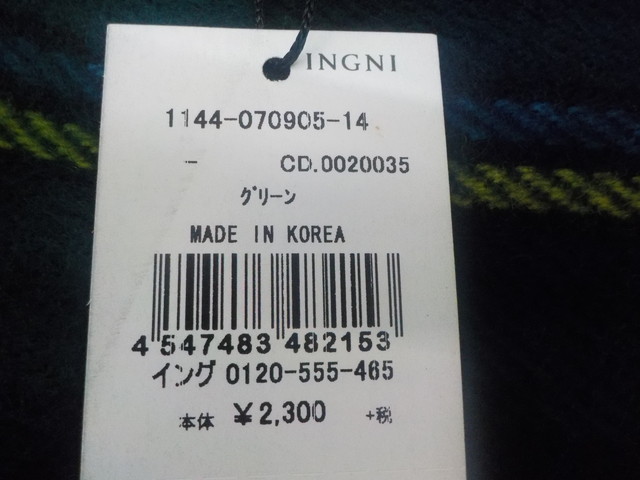 INGNI
1144-070905-14
- CD.0020035
グリーン
MADE IN KOREA
4 547483 482153
イング 0120-555-465
本体 ¥2,300 +税